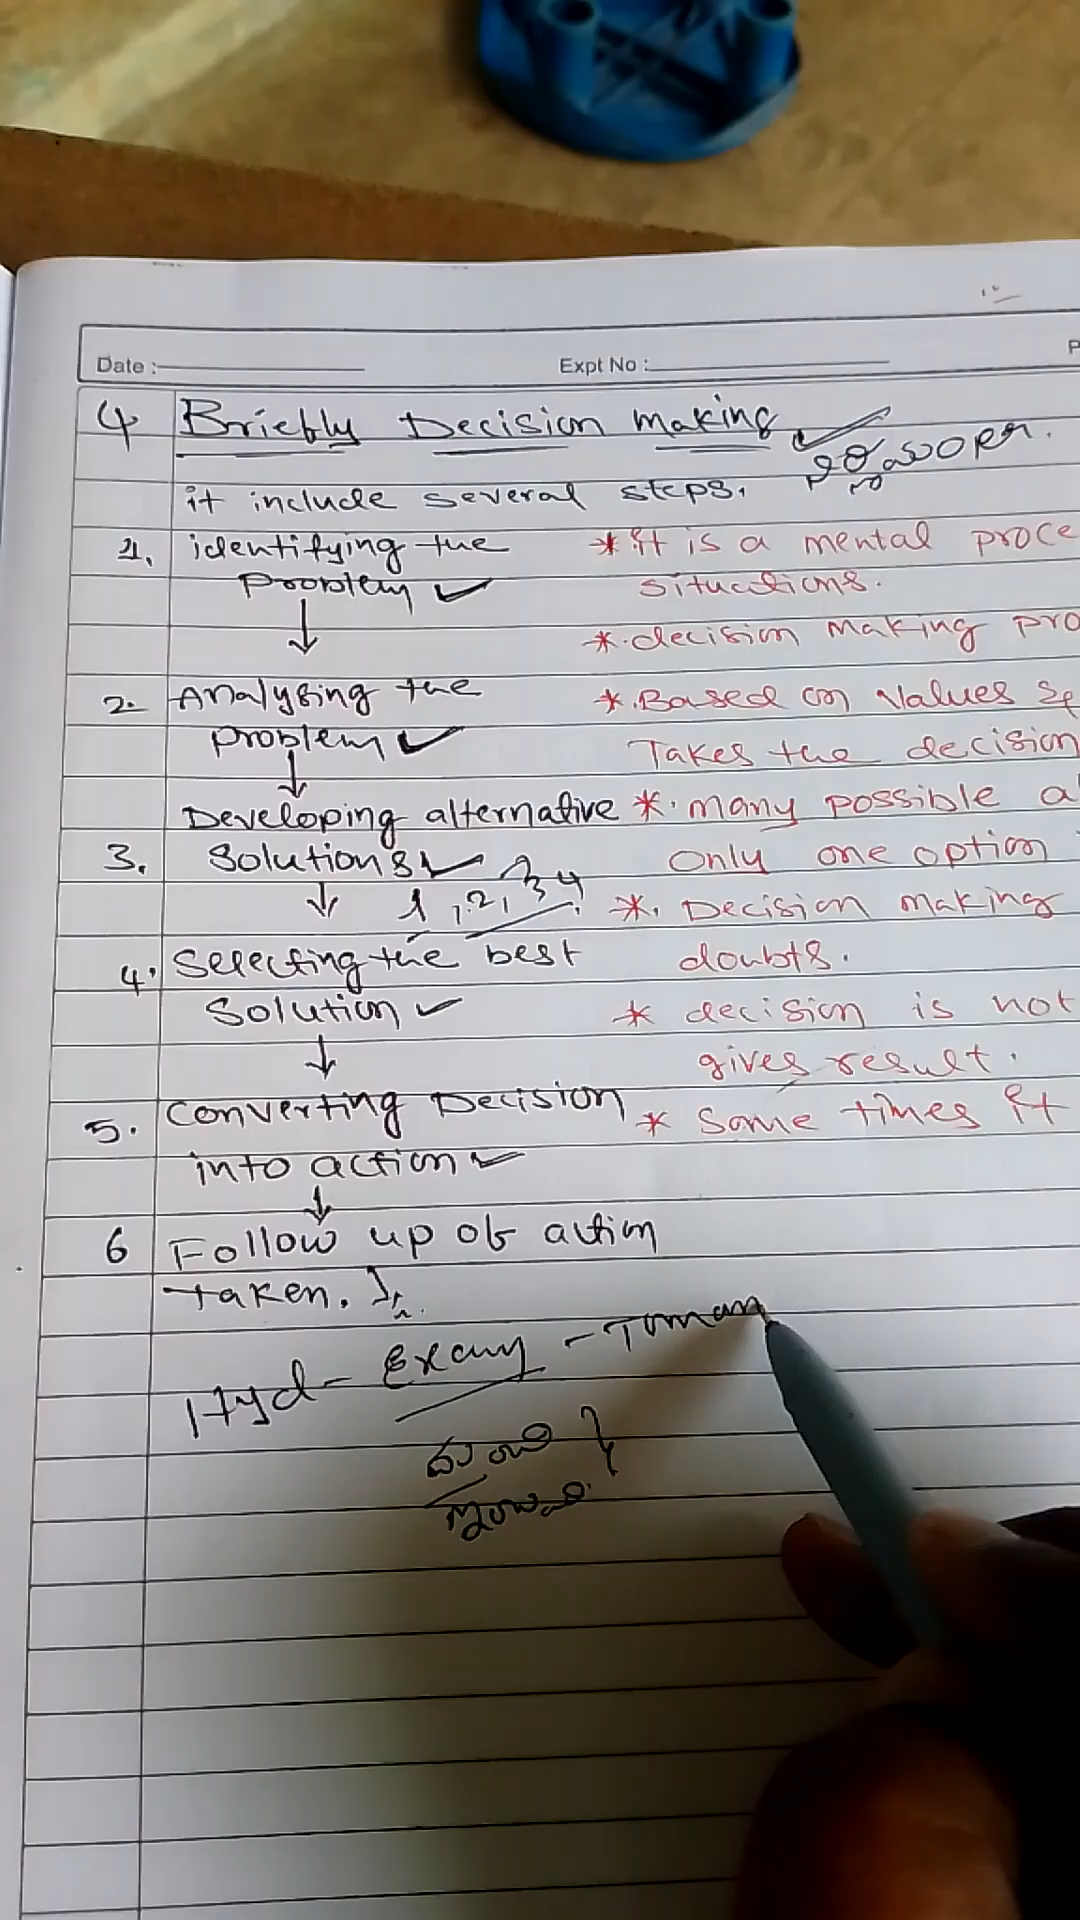 Date :
Expt No :
4 Briefly Decision making
it include several steps.
1. identifying the
problem
2. Analysing the
problem
Developing alternative
3. Solutions
1, 2, 3 4
4. Selecting the best
Solution
5. Converting Decision
into action
6 Follow up of action
taken.
Hyd - Exam -
* it is a mental proce
situations.
* decision making pro
* Based on values
Takes the decision
* many possible a
Only one option
* Decision making
doubts.
* decision is not
gives result.
* Some times it